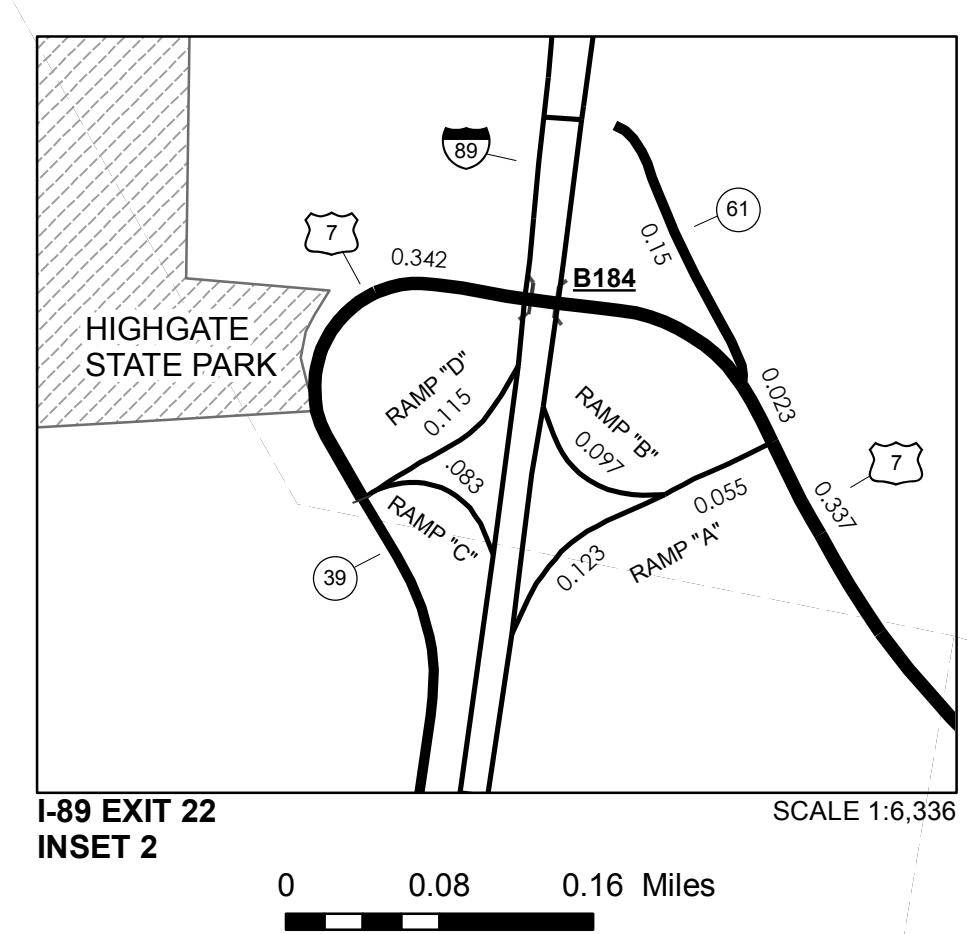 89
61
7
0.342
0.15
B184
HIGHGATE
STATE PARK
RAMP "D"
0.115
RAMP "B"
0.097
0.023
7
.083
0.055
0.337
RAMP "C"
RAMP "A"
0.123
39
I-89 EXIT 22
INSET 2
SCALE 1:6,336
0 0.08 0.16 Miles